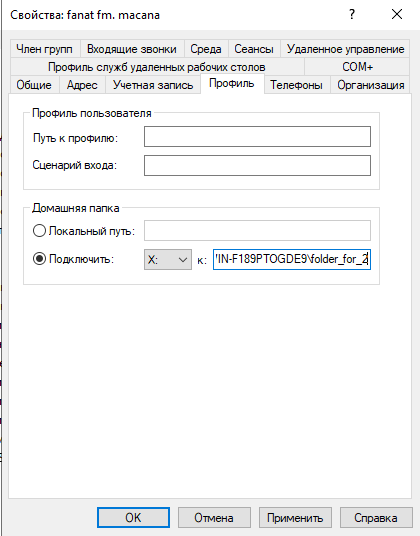 Свойства: fanat fm. macana
?
Член групп Входящие звонки Среда Сеансы Удаленное управление
Профиль служб удаленных рабочих столов COM+
Общие Адрес Учетная запись Профиль Телефоны Организация
Профиль пользователя
Путь к профилю:
Сценарий входа:
Домашняя папка
Локальный путь:
Подключить: X: к: 'IN-F189PTOGDE9\folder_for_2
OK Отмена Применить Справка